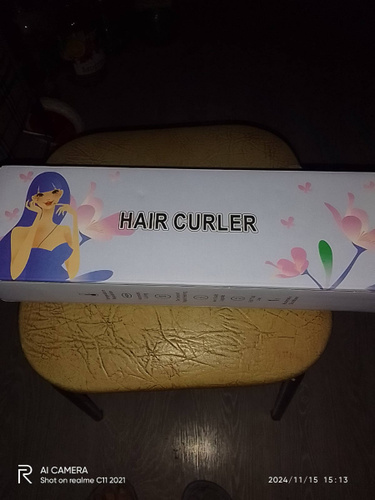 HAIR CURLER
AI CAMERA
Shot on realme C11 2021
2024/11/15 15:13